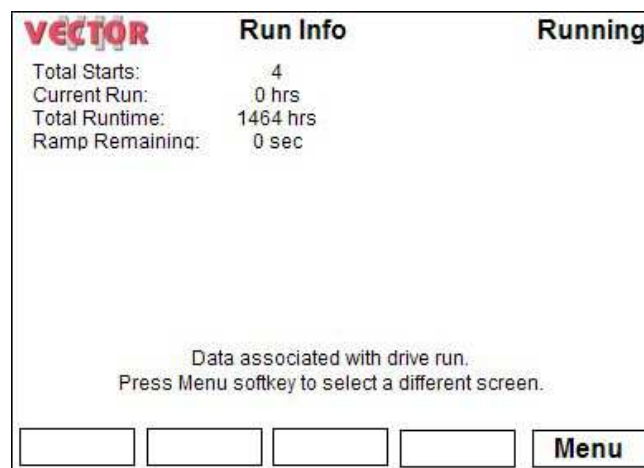 VECTOR Run Info Running
Total Starts: 4
Current Run: 0 hrs
Total Runtime: 1464 hrs
Ramp Remaining: 0 sec
Data associated with drive run.
Press Menu softkey to select a different screen.
Menu